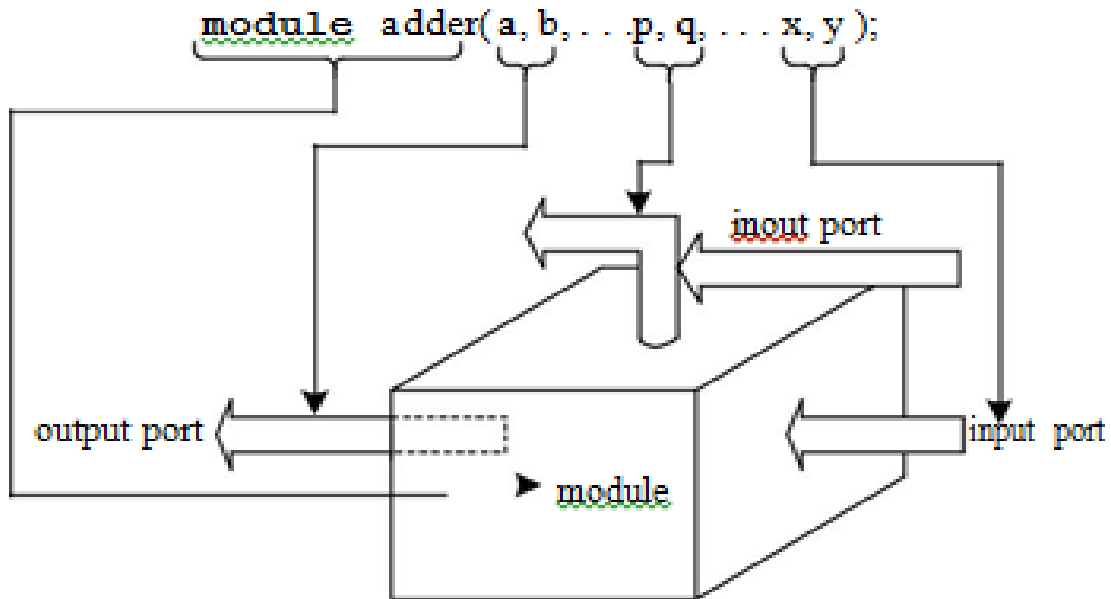 module adder( a, b, . . .p, q, . . . x, y );
inout port
output port
input port
module